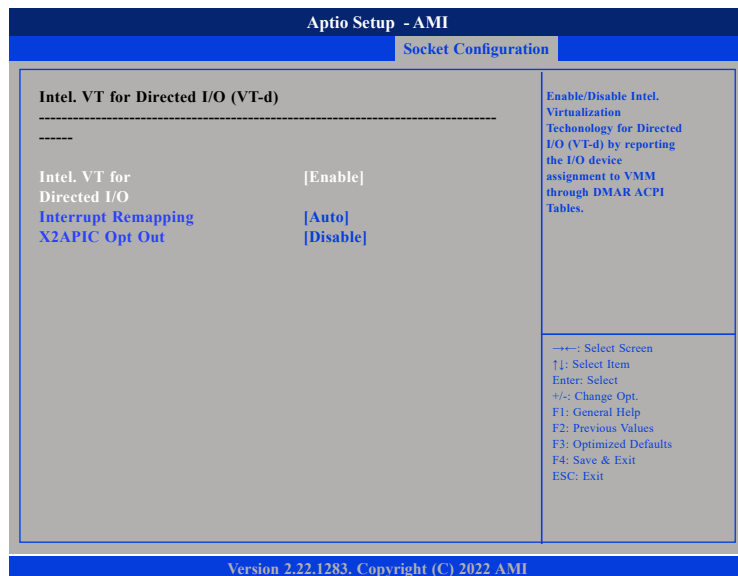 Aptio Setup - AMI
Socket Configuration
Intel. VT for Directed I/O (VT-d)
----------------------------------------------------------------------------
------
Intel. VT for [Enable]
Directed I/O
Interrupt Remapping [Auto]
X2APIC Opt Out [Disable]
Enable/Disable Intel.
Virtualization
Techonology for Directed
I/O (VT-d) by reporting
the I/O device
assignment to VMM
through DMAR ACPI
Tables.
→←: Select Screen
↑↓: Select Item
Enter: Select
+/-: Change Opt.
F1: General Help
F2: Previous Values
F3: Optimized Defaults
F4: Save & Exit
ESC: Exit
Version 2.22.1283. Copyright (C) 2022 AMI